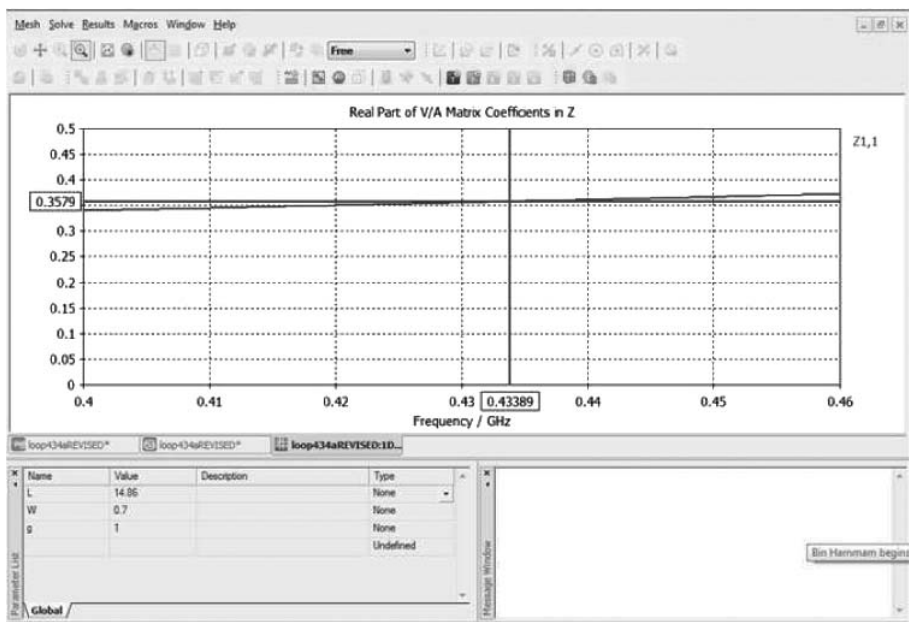 Mesh Solve Results Macros Window Help
Free
Real Part of V/A Matrix Coefficients in Z
0.5
0.45
0.4
0.3579
0.3
0.25
0.2
0.15
0.1
0.05
0
Z1,1
0.4 0.41 0.42 0.43 0.43389 0.44 0.45 0.46
Frequency / GHz
loop434aREVISED* loop434aREVISED* loop434aREVISED:1D...
Name Value Description Type
L 14.86 None
W 0.7 None
g 1 None
Undefined
Parameter List
Global
Message Window
Bin Hammam begins